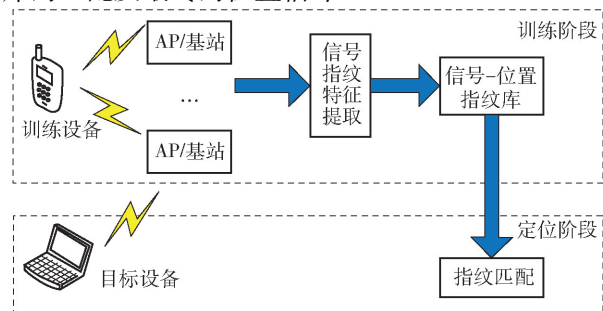 训练阶段
AP/基站
…
AP/基站
训练设备
信号
指纹
特征
提取
信号-位置
指纹库
定位阶段
目标设备
指纹匹配